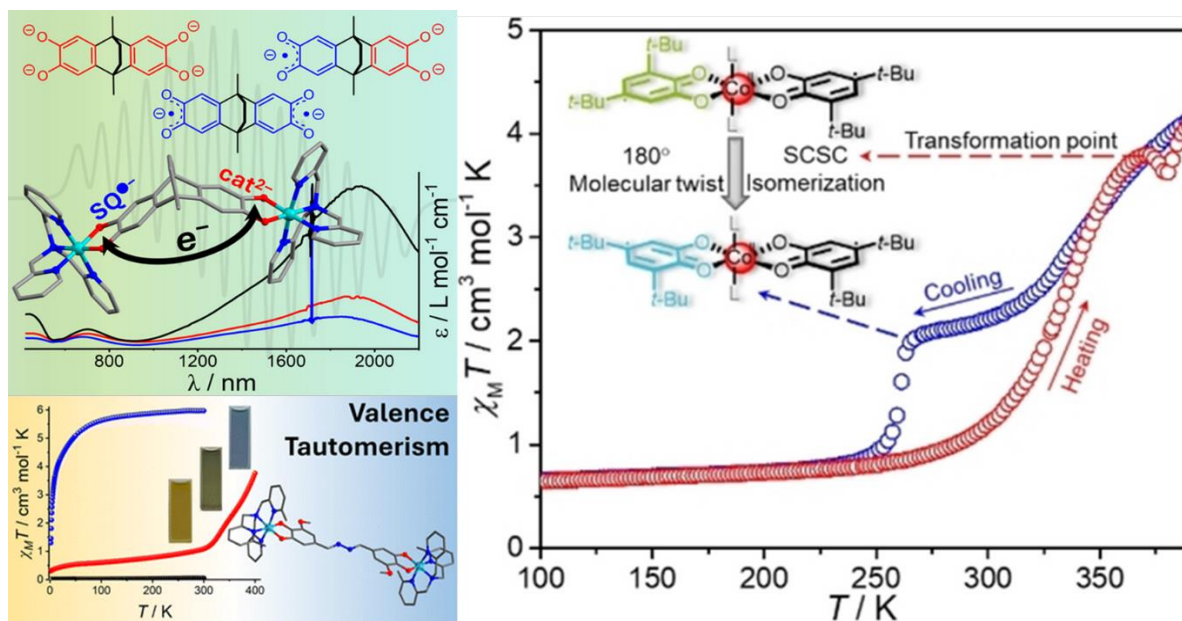 O⊖
⊖O
O⊖
O⊖
⊖
O
O
O⊖
O⊖
⊖
O
O
O
O
⊖
SQ•−
cat2−
e−
ε / L mol-1 cm-1
800 1200 1600 2000
λ / nm
Valence
Tautomerism
χMT / cm3 mol-1 K
6
5
4
3
2
1
0
0 100 200 300 400
T / K
χMT / cm3 mol-1 K
5
4
3
2
1
0
100 150 200 250 300 350
T / K
t-Bu
L
t-Bu
O
O
Co
O
O
t-Bu
L
t-Bu
180°
Molecular twist
SCSC
Isomerization
Transformation point
L
t-Bu
O
O
Co
O
O
t-Bu
t-Bu
L
t-Bu
Cooling
Heating